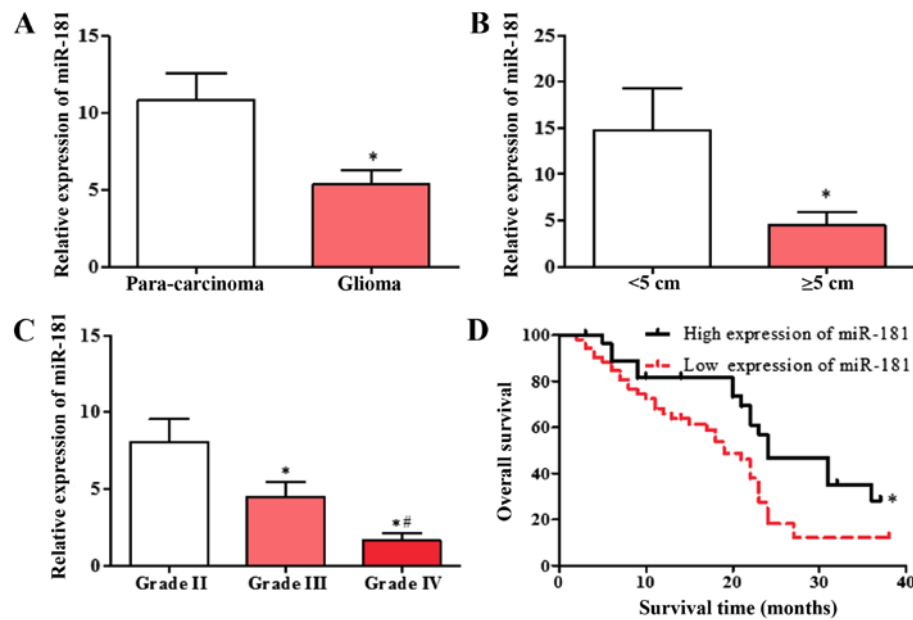 A
Relative expression of miR-181
15
10
5
0
*
Para-carcinoma Glioma
B
Relative expression of miR-181
25
20
15
10
5
0
*
<5 cm ≥5 cm
C
Relative expression of miR-181
15
10
5
0
*
*#
Grade II Grade III Grade IV
D
High expression of miR-181
Low expression of miR-181
Overall survival
100
80
60
40
20
0
*
0 10 20 30 40
Survival time (months)